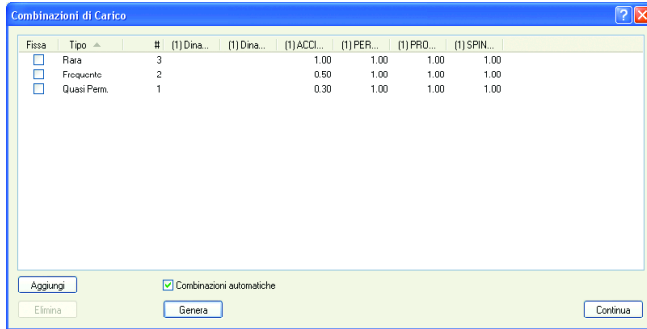 Combinazioni di Carico
Fissa Tipo # (1) Dina... (1) Dina... (1) ACCI... (1) PER... (1) PRO... (1) SPIN...
Rara 3 1.00 1.00 1.00 1.00
Frequente 2 0.50 1.00 1.00 1.00
Quasi Perm. 1 0.30 1.00 1.00 1.00
Aggiungi Combinazioni automatiche
Elimina Genera Continua